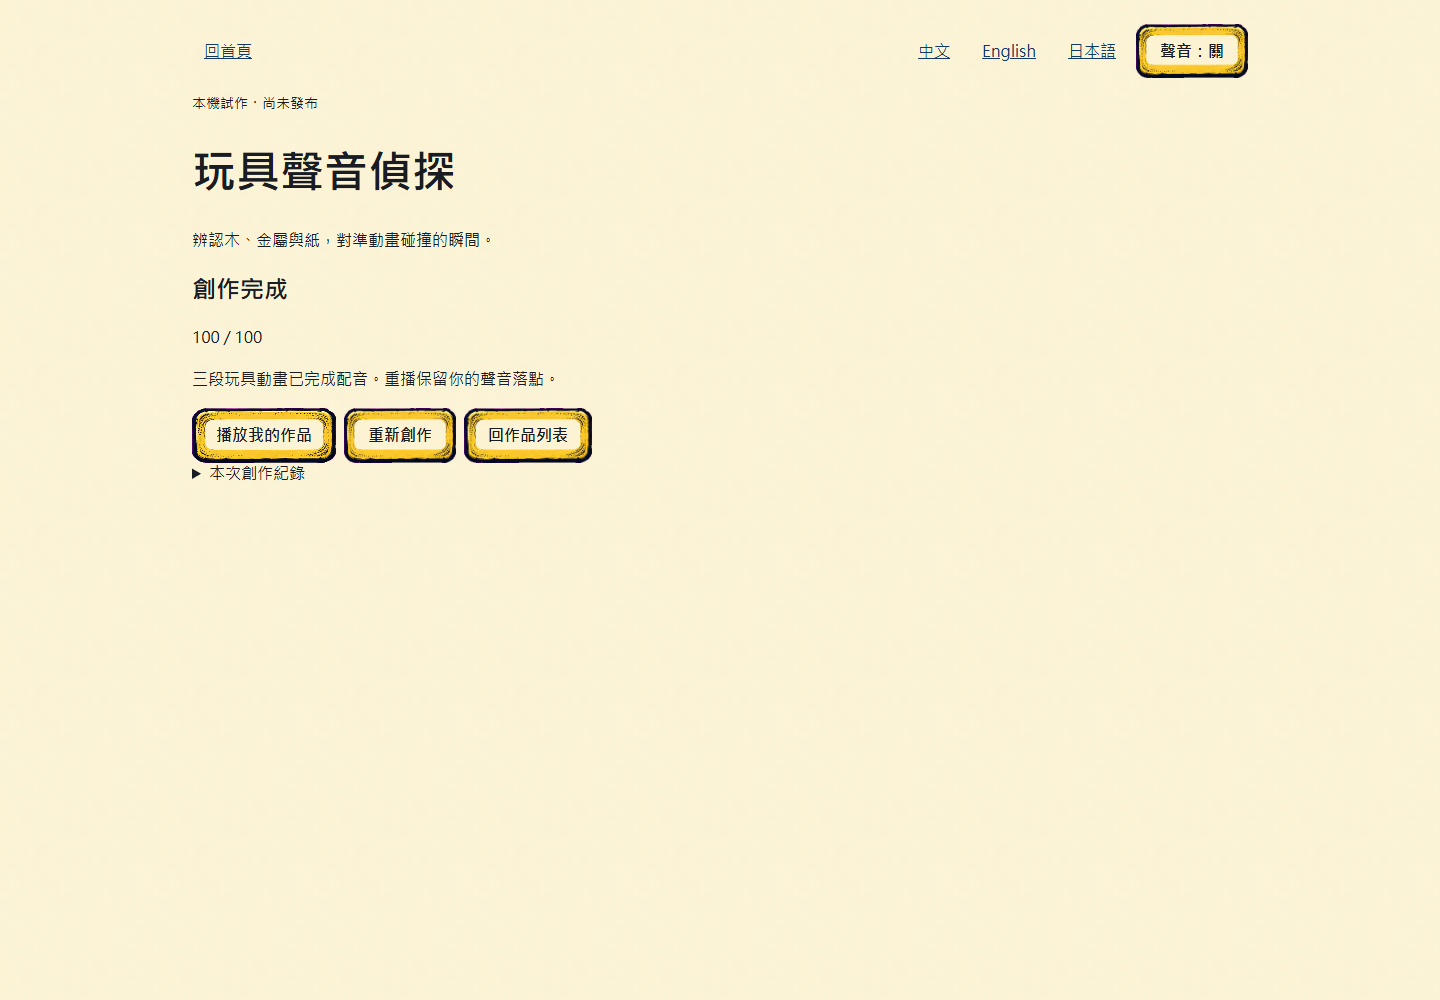 回首頁
中文 English 日本語 聲音：關
本機試作・尚未發布
玩具聲音偵探
辨認木、金屬與紙，對準動畫碰撞的瞬間。
創作完成
100 / 100
三段玩具動畫已完成配音。重播保留你的聲音落點。
播放我的作品 重新創作 回作品列表
本次創作紀錄